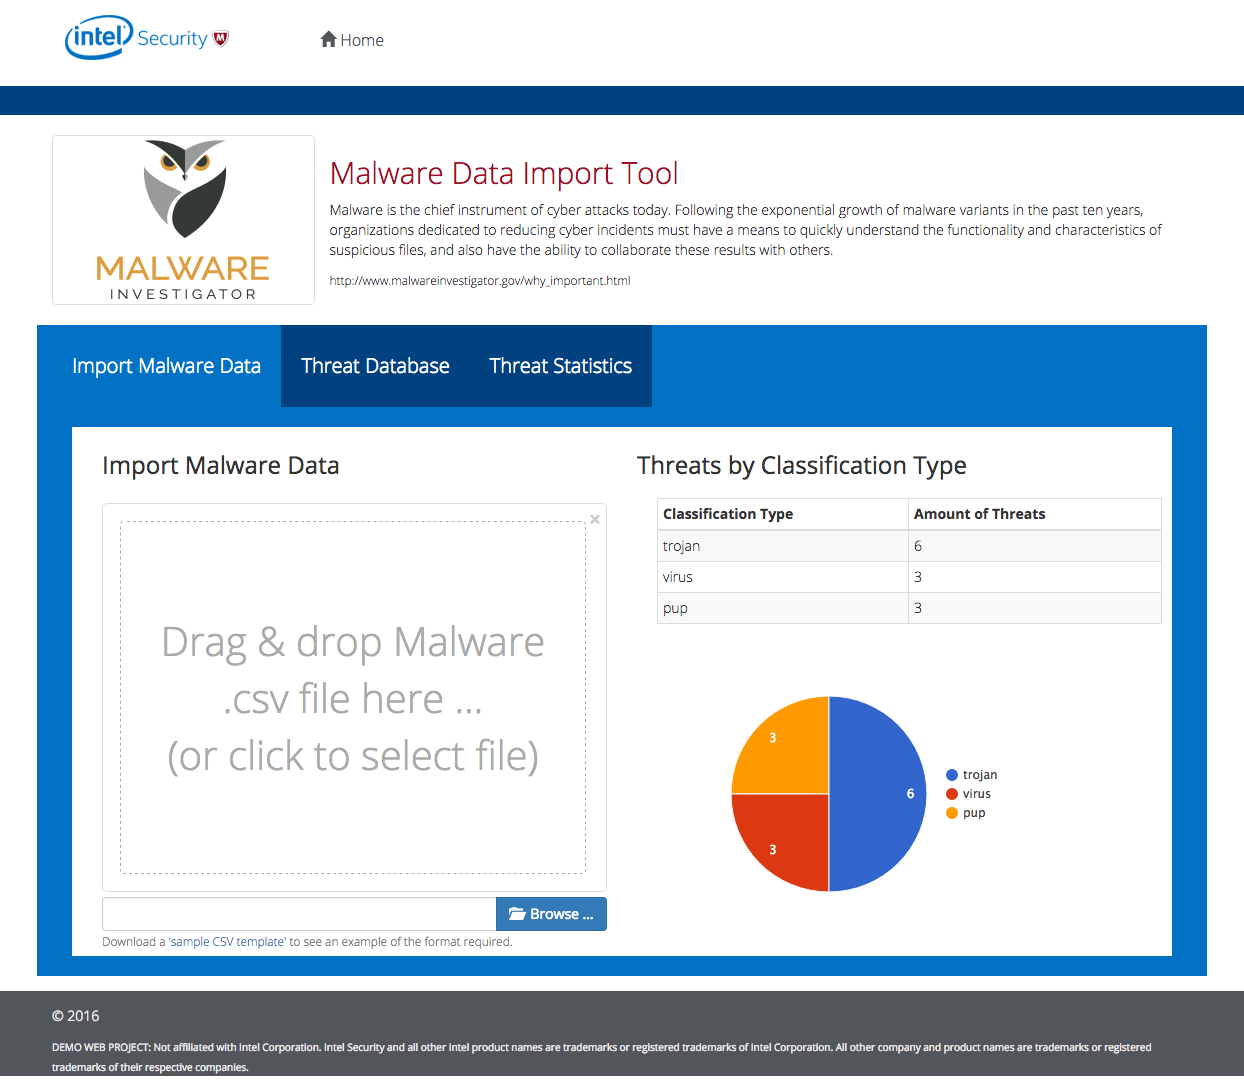 intel Security M
Home
MALWARE
INVESTIGATOR
Malware Data Import Tool
Malware is the chief instrument of cyber attacks today. Following the exponential growth of malware variants in the past ten years,
organizations dedicated to reducing cyber incidents must have a means to quickly understand the functionality and characteristics of
suspicious files, and also have the ability to collaborate these results with others.
http://www.malwareinvestigator.gov/why_important.html
Import Malware Data
Threat Database
Threat Statistics
Import Malware Data
×
Drag & drop Malware
.csv file here ...
(or click to select file)
Browse ...
Download a 'sample CSV template' to see an example of the format required.
Threats by Classification Type
Classification Type Amount of Threats
trojan 6
virus 3
pup 3
3
6
3
trojan
virus
pup
© 2016
DEMO WEB PROJECT: Not affiliated with Intel Corporation. Intel Security and all other Intel product names are trademarks or registered trademarks of Intel Corporation. All other company and product names are trademarks or registered
trademarks of their respective companies.